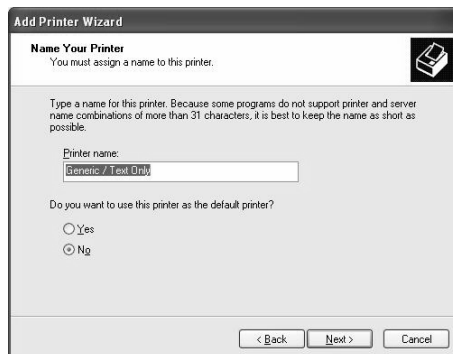 Add Printer Wizard
Name Your Printer
You must assign a name to this printer.
Type a name for this printer. Because some programs do not support printer and server
name combinations of more than 31 characters, it is best to keep the name as short as
possible.
Printer name:
Generic / Text Only
Do you want to use this printer as the default printer?
Yes
No
< Back Next > Cancel